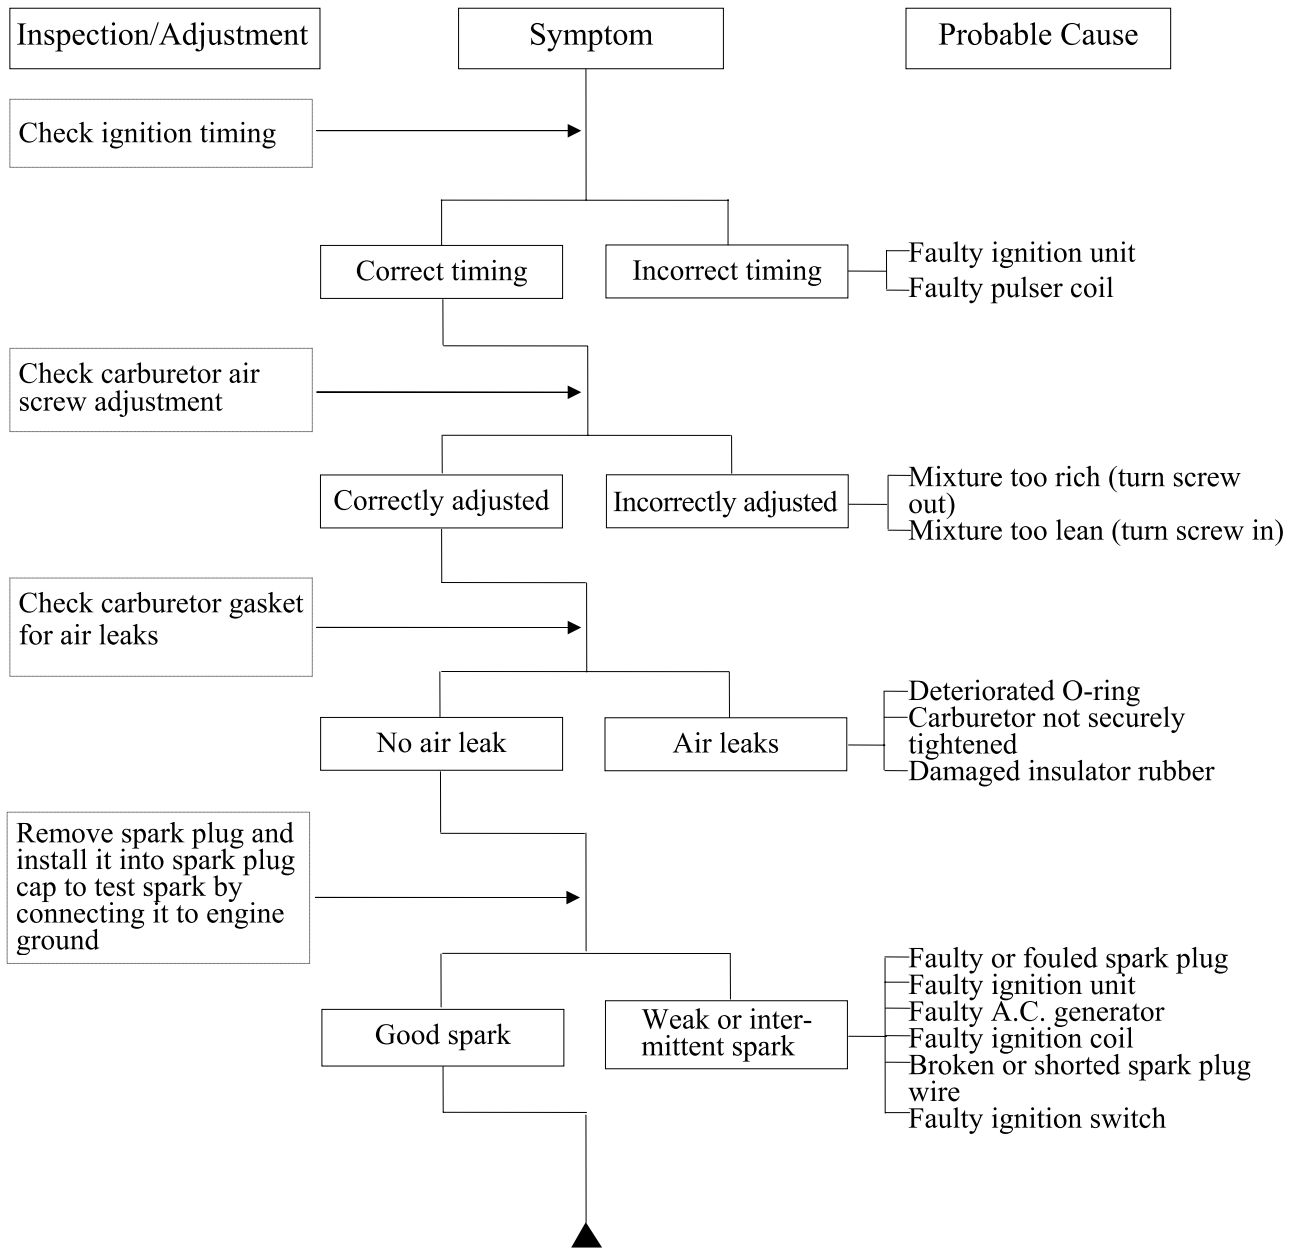 Inspection/Adjustment
Symptom
Probable Cause
Check ignition timing
Correct timing
Incorrect timing
Faulty ignition unit
Faulty pulser coil
Check carburetor air
screw adjustment
Correctly adjusted
Incorrectly adjusted
Mixture too rich (turn screw
out)
Mixture too lean (turn screw in)
Check carburetor gasket
for air leaks
No air leak
Air leaks
Deteriorated O-ring
Carburetor not securely
tightened
Damaged insulator rubber
Remove spark plug and
install it into spark plug
cap to test spark by
connecting it to engine
ground
Good spark
Weak or inter-
mittent spark
Faulty or fouled spark plug
Faulty ignition unit
Faulty A.C. generator
Faulty ignition coil
Broken or shorted spark plug
wire
Faulty ignition switch